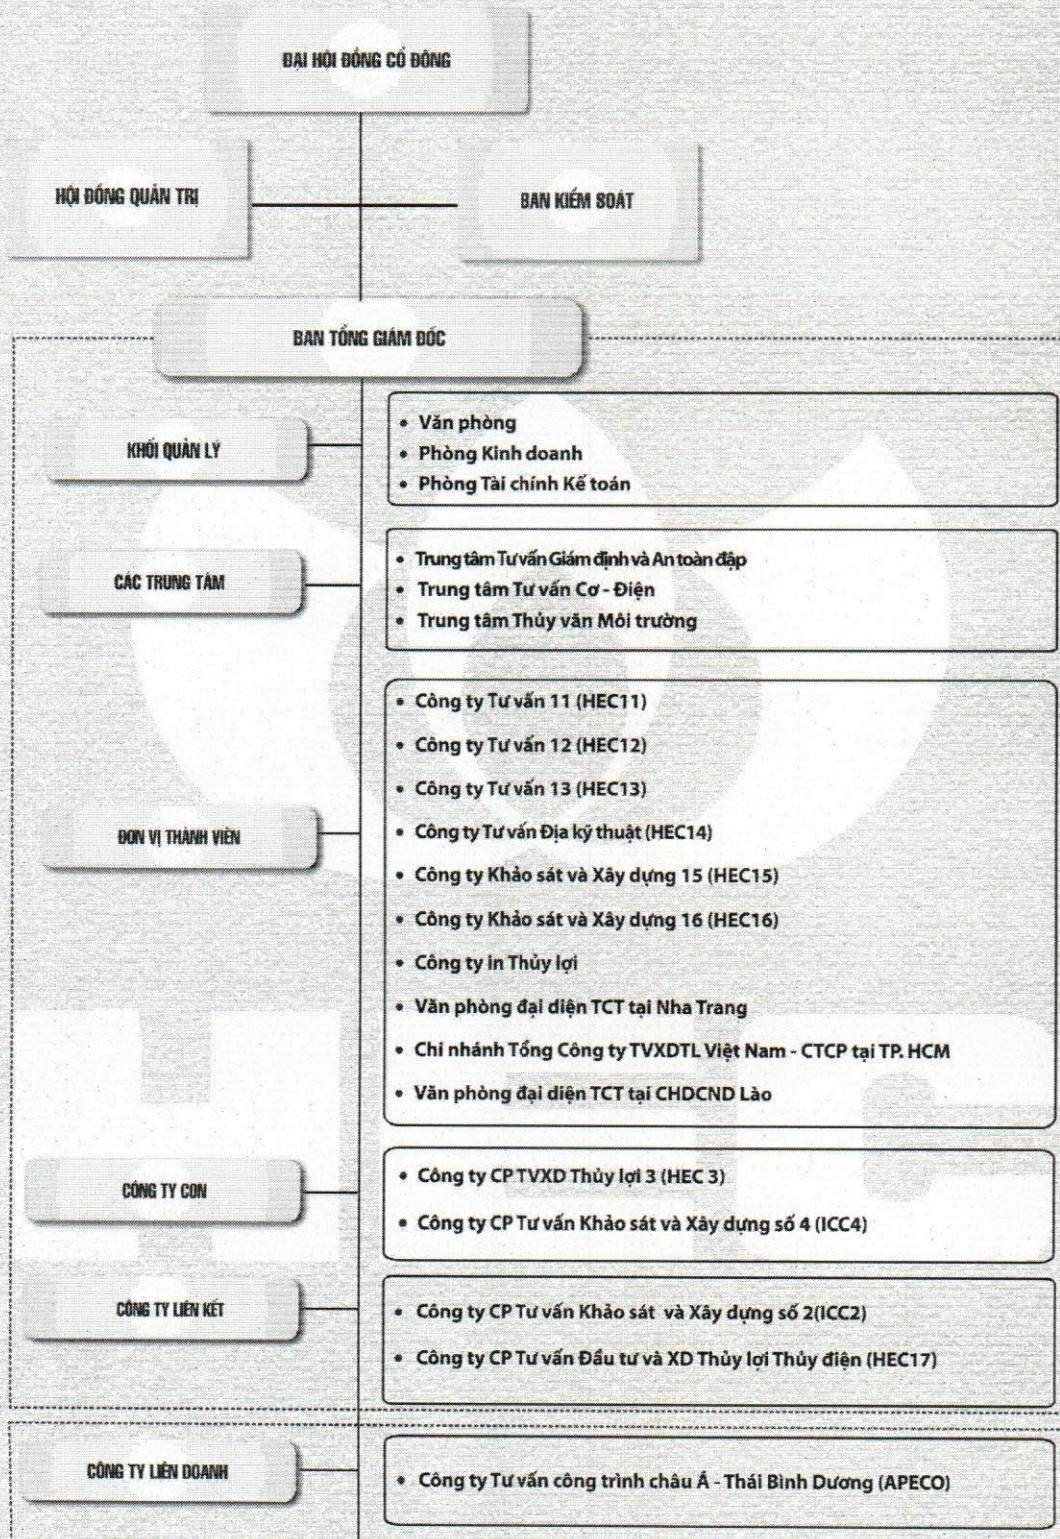 ĐẠI HỘI ĐỒNG CỔ ĐÔNG
HỘI ĐỒNG QUẢN TRỊ
BAN KIỂM SOÁT
BAN TỔNG GIÁM ĐỐC
KHỐI QUẢN LÝ
• Văn phòng
• Phòng Kinh doanh
• Phòng Tài chính Kế toán
CÁC TRUNG TÂM
• Trung tâm Tư vấn Giám định và An toàn đập
• Trung tâm Tư vấn Cơ - Điện
• Trung tâm Thủy văn Môi trường
ĐƠN VỊ THÀNH VIÊN
• Công ty Tư vấn 11 (HEC11)
• Công ty Tư vấn 12 (HEC12)
• Công ty Tư vấn 13 (HEC13)
• Công ty Tư vấn Địa kỹ thuật (HEC14)
• Công ty Khảo sát và Xây dựng 15 (HEC15)
• Công ty Khảo sát và Xây dựng 16 (HEC16)
• Công ty in Thủy lợi
• Văn phòng đại diện TCT tại Nha Trang
• Chi nhánh Tổng Công ty TVXDTL Việt Nam - CTCP tại TP. HCM
• Văn phòng đại diện TCT tại CHDCND Lào
CÔNG TY CON
• Công ty CP TVXD Thủy lợi 3 (HEC 3)
• Công ty CP Tư vấn Khảo sát và Xây dựng số 4 (ICC4)
CÔNG TY LIÊN KẾT
• Công ty CP Tư vấn Khảo sát và Xây dựng số 2(ICC2)
• Công ty CP Tư vấn Đầu tư và XD Thủy lợi Thủy điện (HEC17)
CÔNG TY LIÊN DOANH
• Công ty Tư vấn công trình châu Á - Thái Bình Dương (APECO)